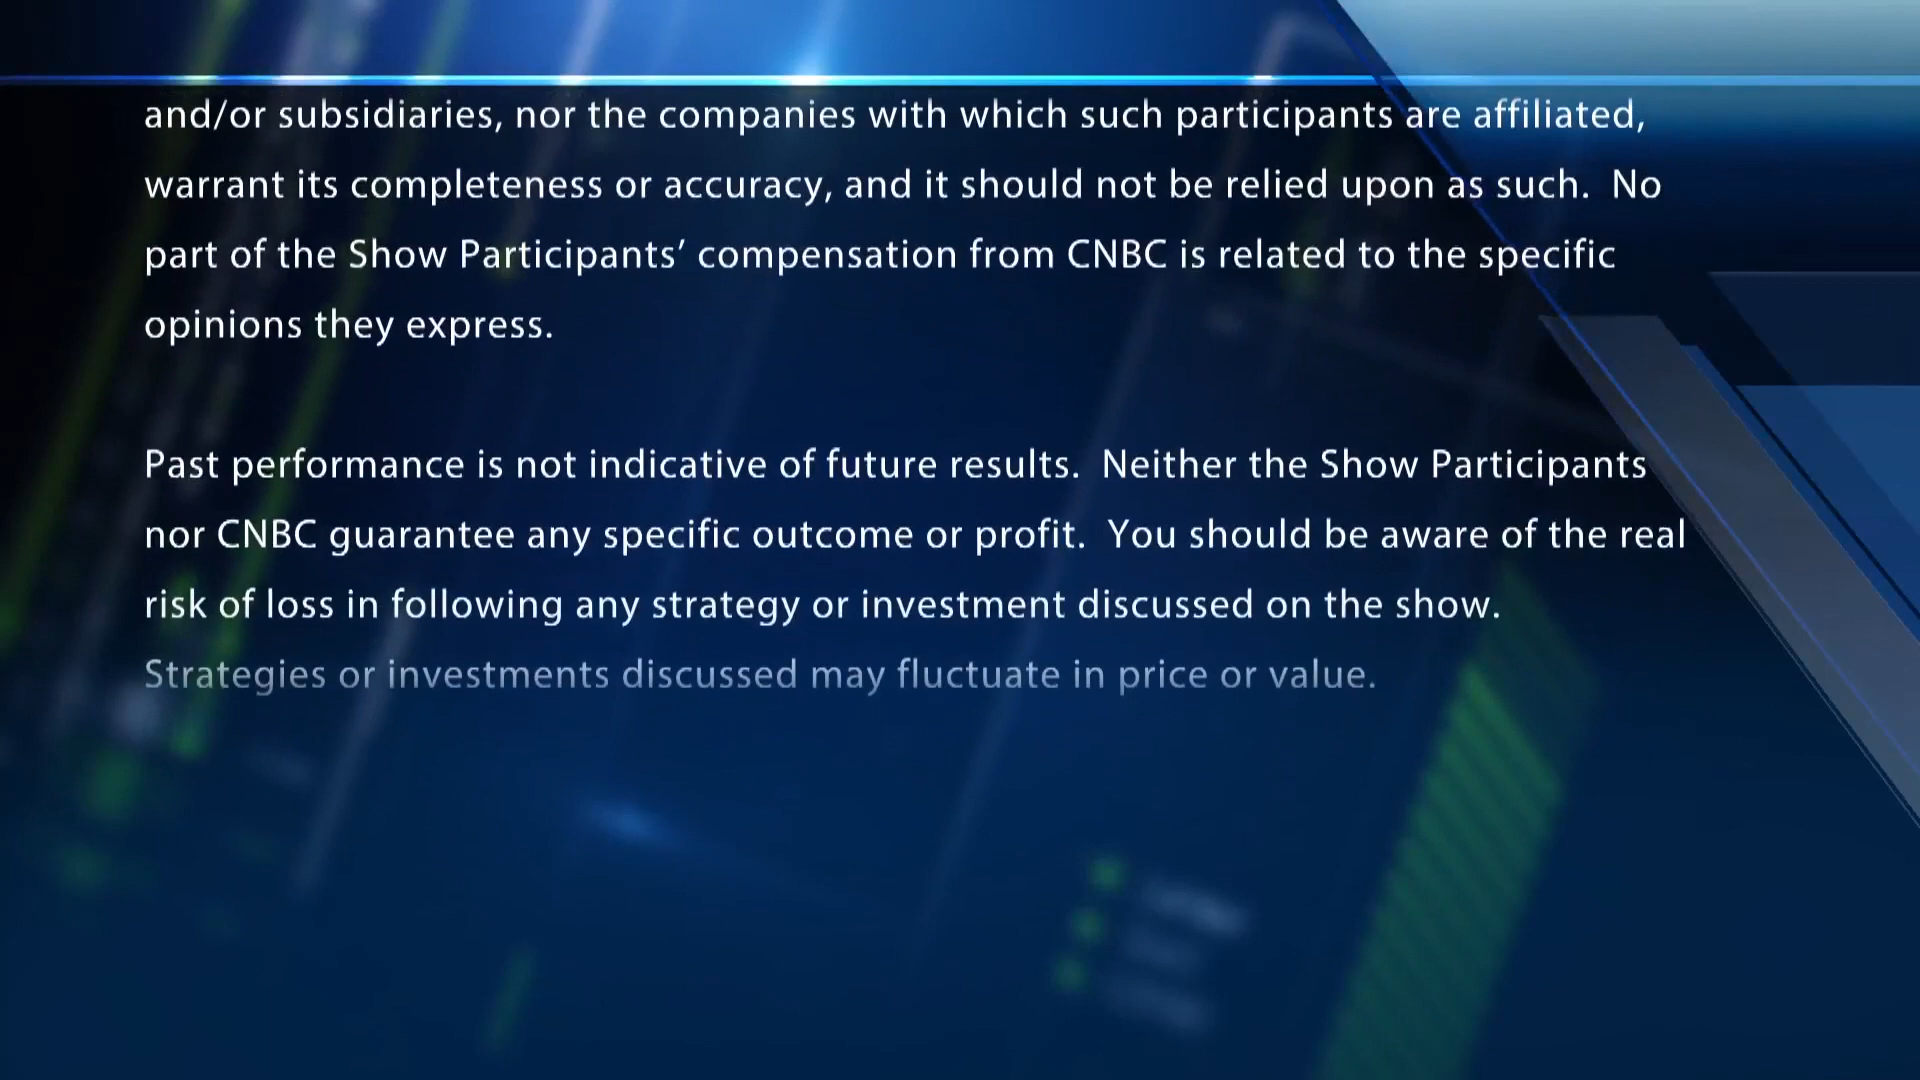 and/or subsidiaries, nor the companies with which such participants are affiliated,
warrant its completeness or accuracy, and it should not be relied upon as such.  No
part of the Show Participants’ compensation from CNBC is related to the specific
opinions they express.
Past performance is not indicative of future results.  Neither the Show Participants
nor CNBC guarantee any specific outcome or profit.  You should be aware of the real
risk of loss in following any strategy or investment discussed on the show.
Strategies or investments discussed may fluctuate in price or value.